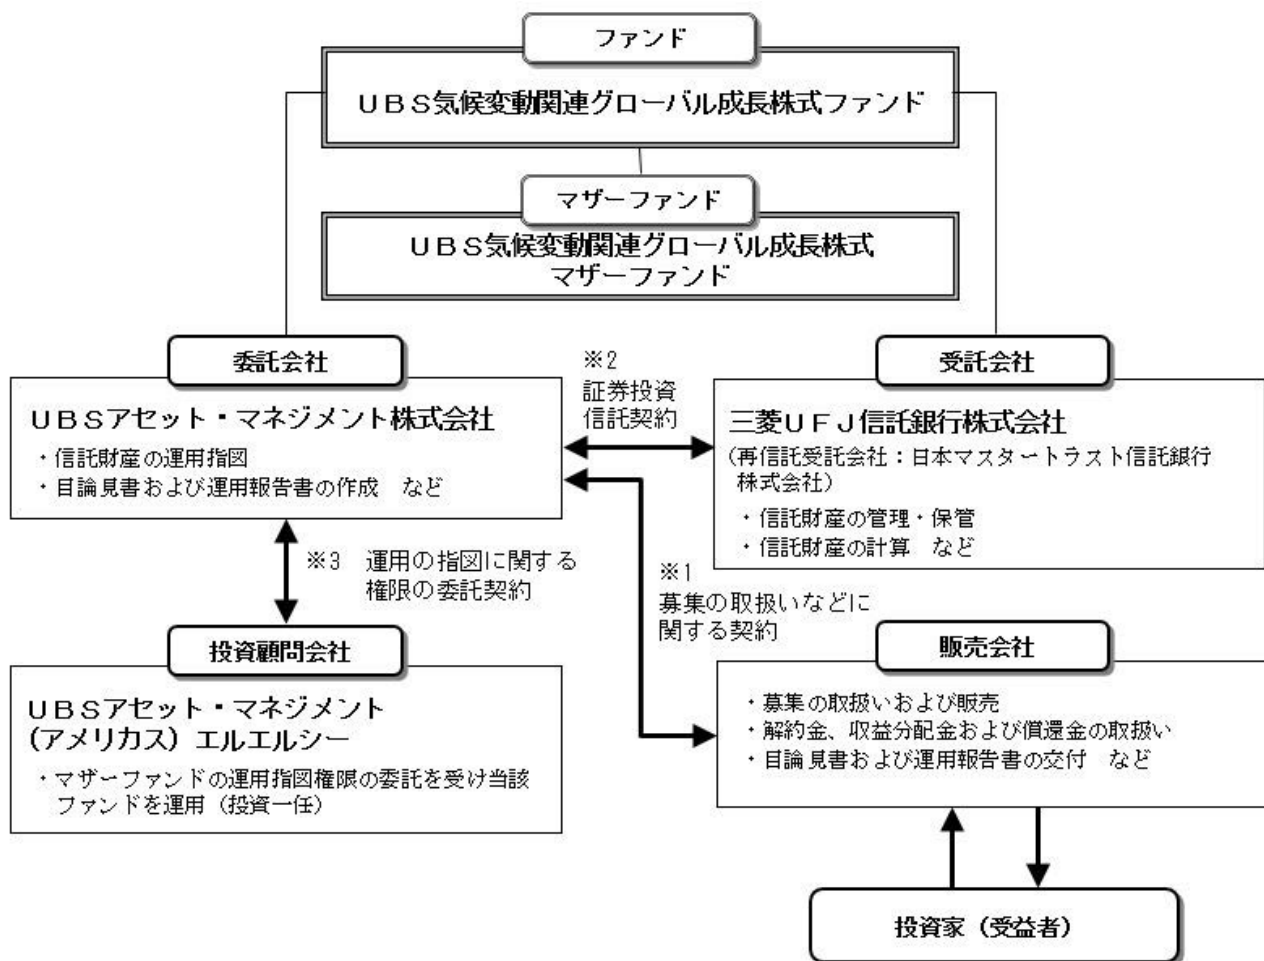 ファンド
ＵＢＳ気候変動関連グローバル成長株式ファンド
マザーファンド
ＵＢＳ気候変動関連グローバル成長株式
マザーファンド
委託会社
ＵＢＳアセット・マネジメント株式会社
・信託財産の運用指図
・目論見書および運用報告書の作成　など
※2
証券投資
信託契約
受託会社
三菱ＵＦＪ信託銀行株式会社
（再信託受託会社：日本マスタートラスト信託銀行
株式会社）
・信託財産の管理・保管
・信託財産の計算　など
※3　運用の指図に関する
権限の委託契約
※1
募集の取扱いなどに
関する契約
投資顧問会社
ＵＢＳアセット・マネジメント
（アメリカス）エルエルシー
・マザーファンドの運用指図権限の委託を受け当該
ファンドを運用（投資一任）
販売会社
・募集の取扱いおよび販売
・解約金、収益分配金および償還金の取扱い
・目論見書および運用報告書の交付　など
投資家（受益者）